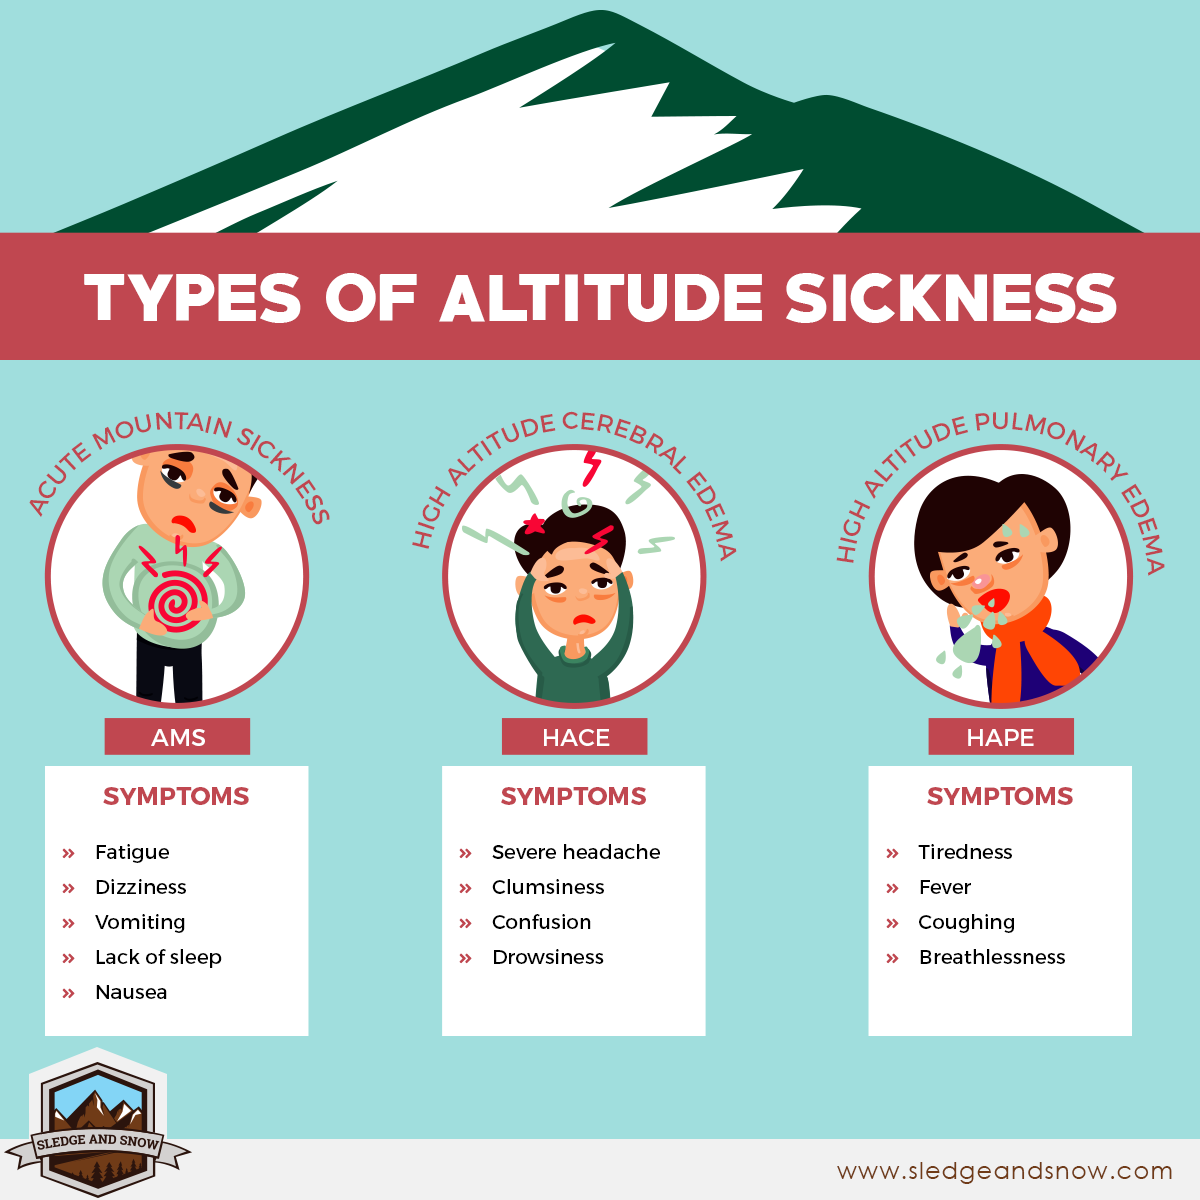 TYPES OF ALTITUDE SICKNESS
ACUTE MOUNTAIN SICKNESS
AMS
SYMPTOMS
Fatigue
Dizziness
Vomiting
Lack of sleep
Nausea
HIGH ALTITUDE CEREBRAL EDEMA
HACE
SYMPTOMS
Severe headache
Clumsiness
Confusion
Drowsiness
HIGH ALTITUDE PULMONARY EDEMA
HAPE
SYMPTOMS
Tiredness
Fever
Coughing
Breathlessness
SLEDGE AND SNOW
www.sledgeandsnow.com